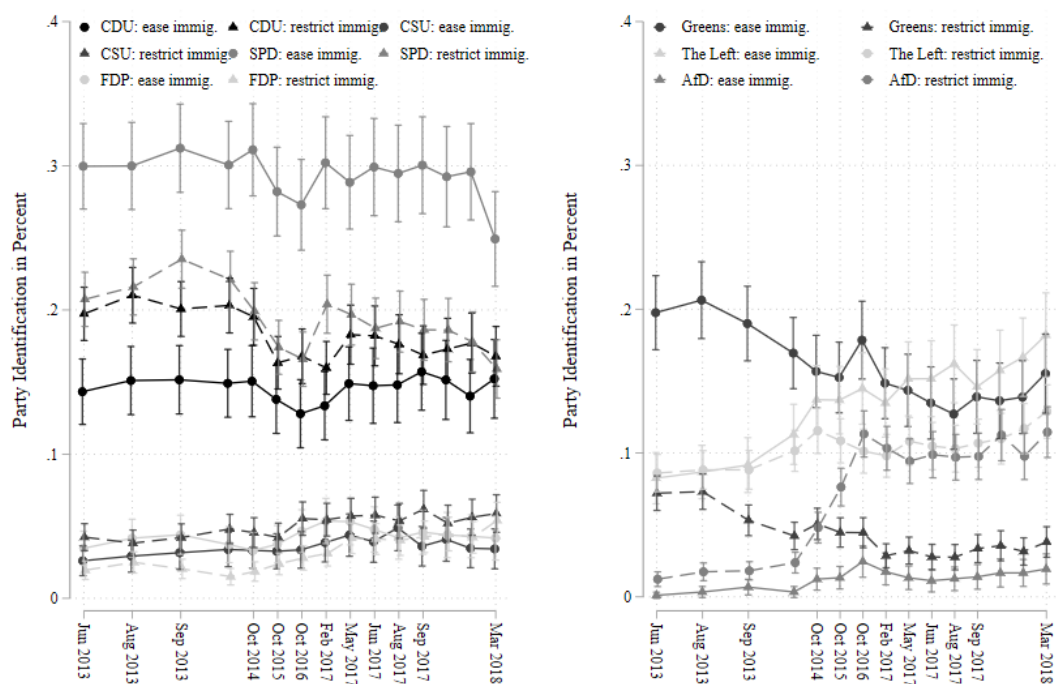 CDU: ease immig. CDU: restrict immig. CSU: ease immig.
CSU: restrict immig. SPD: ease immig. SPD: restrict immig.
FDP: ease immig. FDP: restrict immig.
.4
.3
.2
.1
0
Party Identification in Percent
Jun 2013
Aug 2013
Sep 2013
Oct 2014
Oct 2015
Oct 2016
Feb 2017
May 2017
Jun 2017
Aug 2017
Sep 2017
Mar 2018
Greens: ease immig. Greens: restrict immig.
The Left: ease immig. The Left: restrict immig.
AfD: ease immig. AfD: restrict immig.
.4
.3
.2
.1
0
Party Identification in Percent
Jun 2013
Aug 2013
Sep 2013
Oct 2014
Oct 2015
Oct 2016
Feb 2017
May 2017
Jun 2017
Aug 2017
Sep 2017
Mar 2018